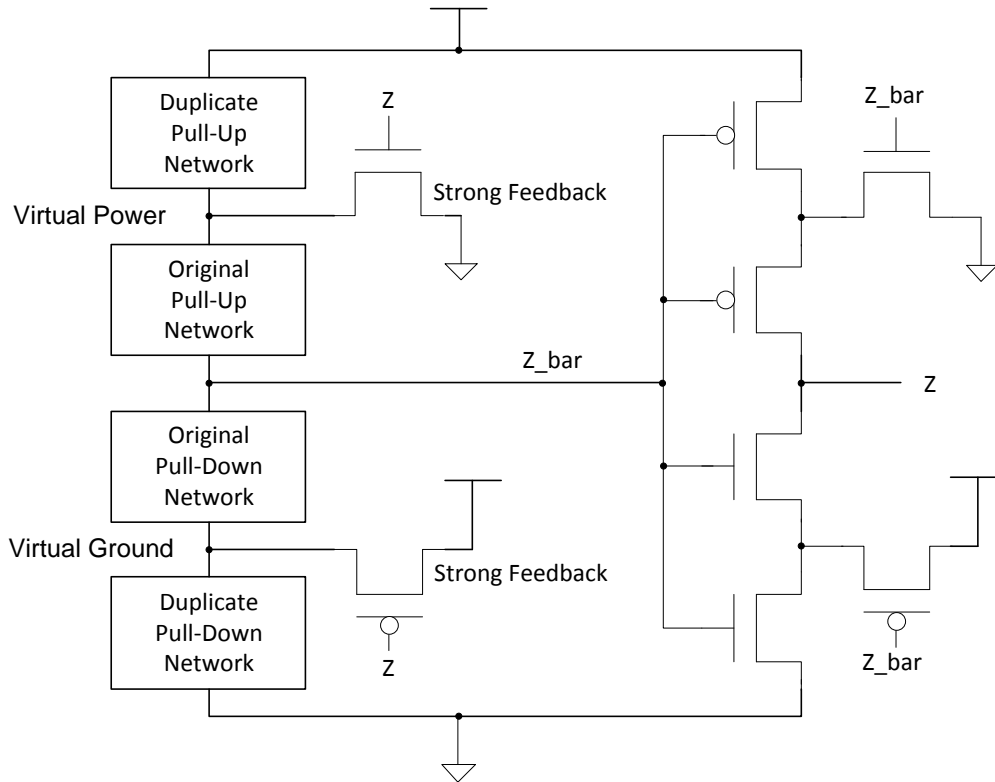 Duplicate
Pull-Up
Network
Z
Z_bar
Strong Feedback
Virtual Power
Original
Pull-Up
Network
Z_bar
Z
Original
Pull-Down
Network
Virtual Ground
Strong Feedback
Duplicate
Pull-Down
Network
Z
Z_bar